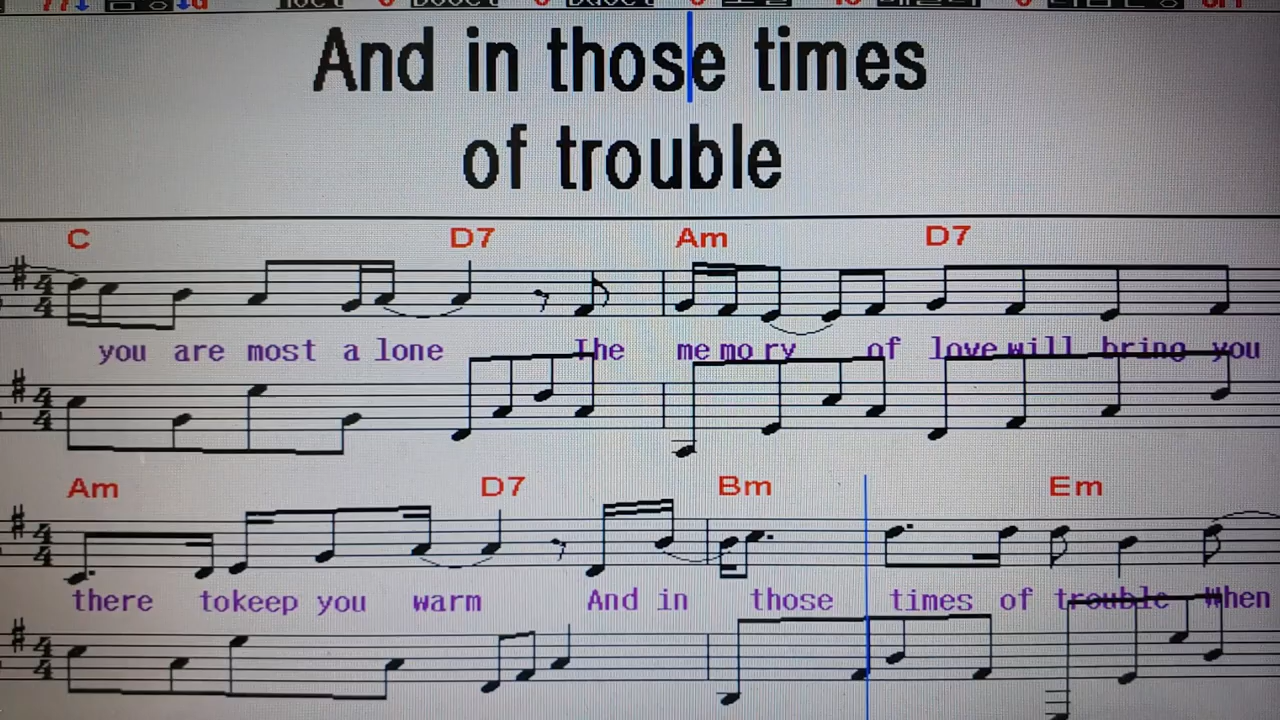 And in those times
of trouble
C D7 Am D7
you are most a lone The me mo ry of love will bring you
Am D7 Bm Em
there tokeep you warm And in those times of trouble When